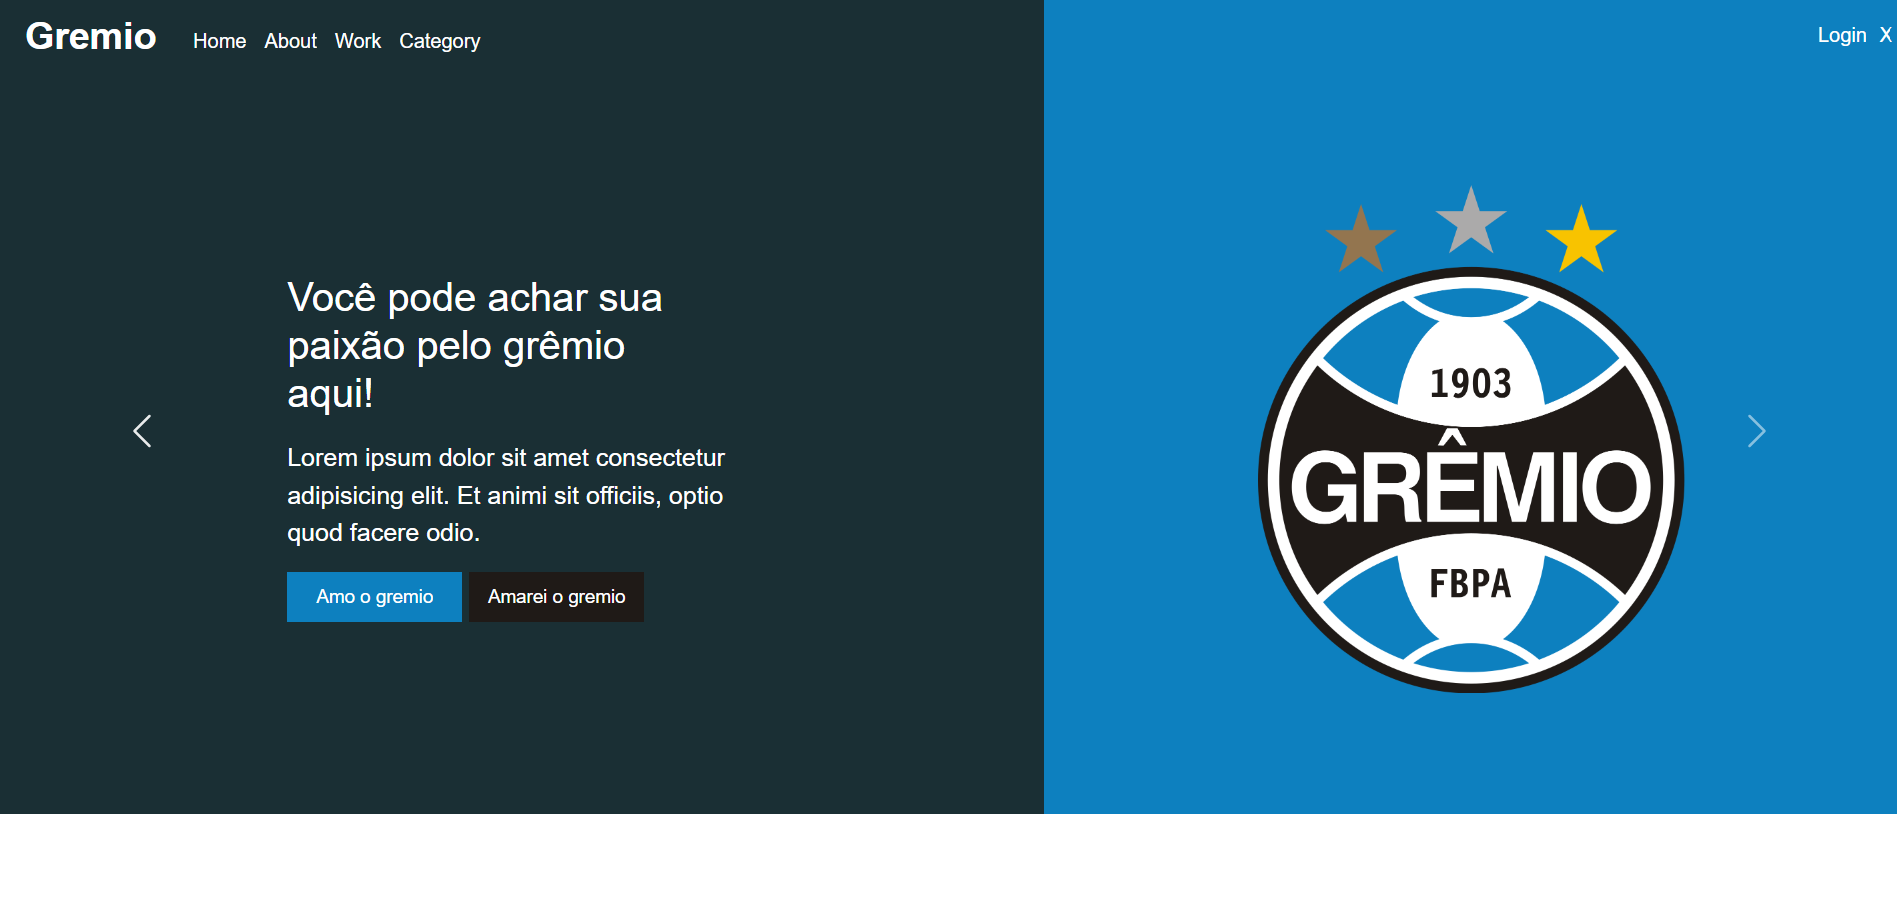 Gremio Home About Work Category Login X
Você pode achar sua
paixão pelo grêmio
aqui!
Lorem ipsum dolor sit amet consectetur
adipisicing elit. Et animi sit officiis, optio
quod facere odio.
Amo o gremio Amarei o gremio
1903
GRÊMIO
FBPA